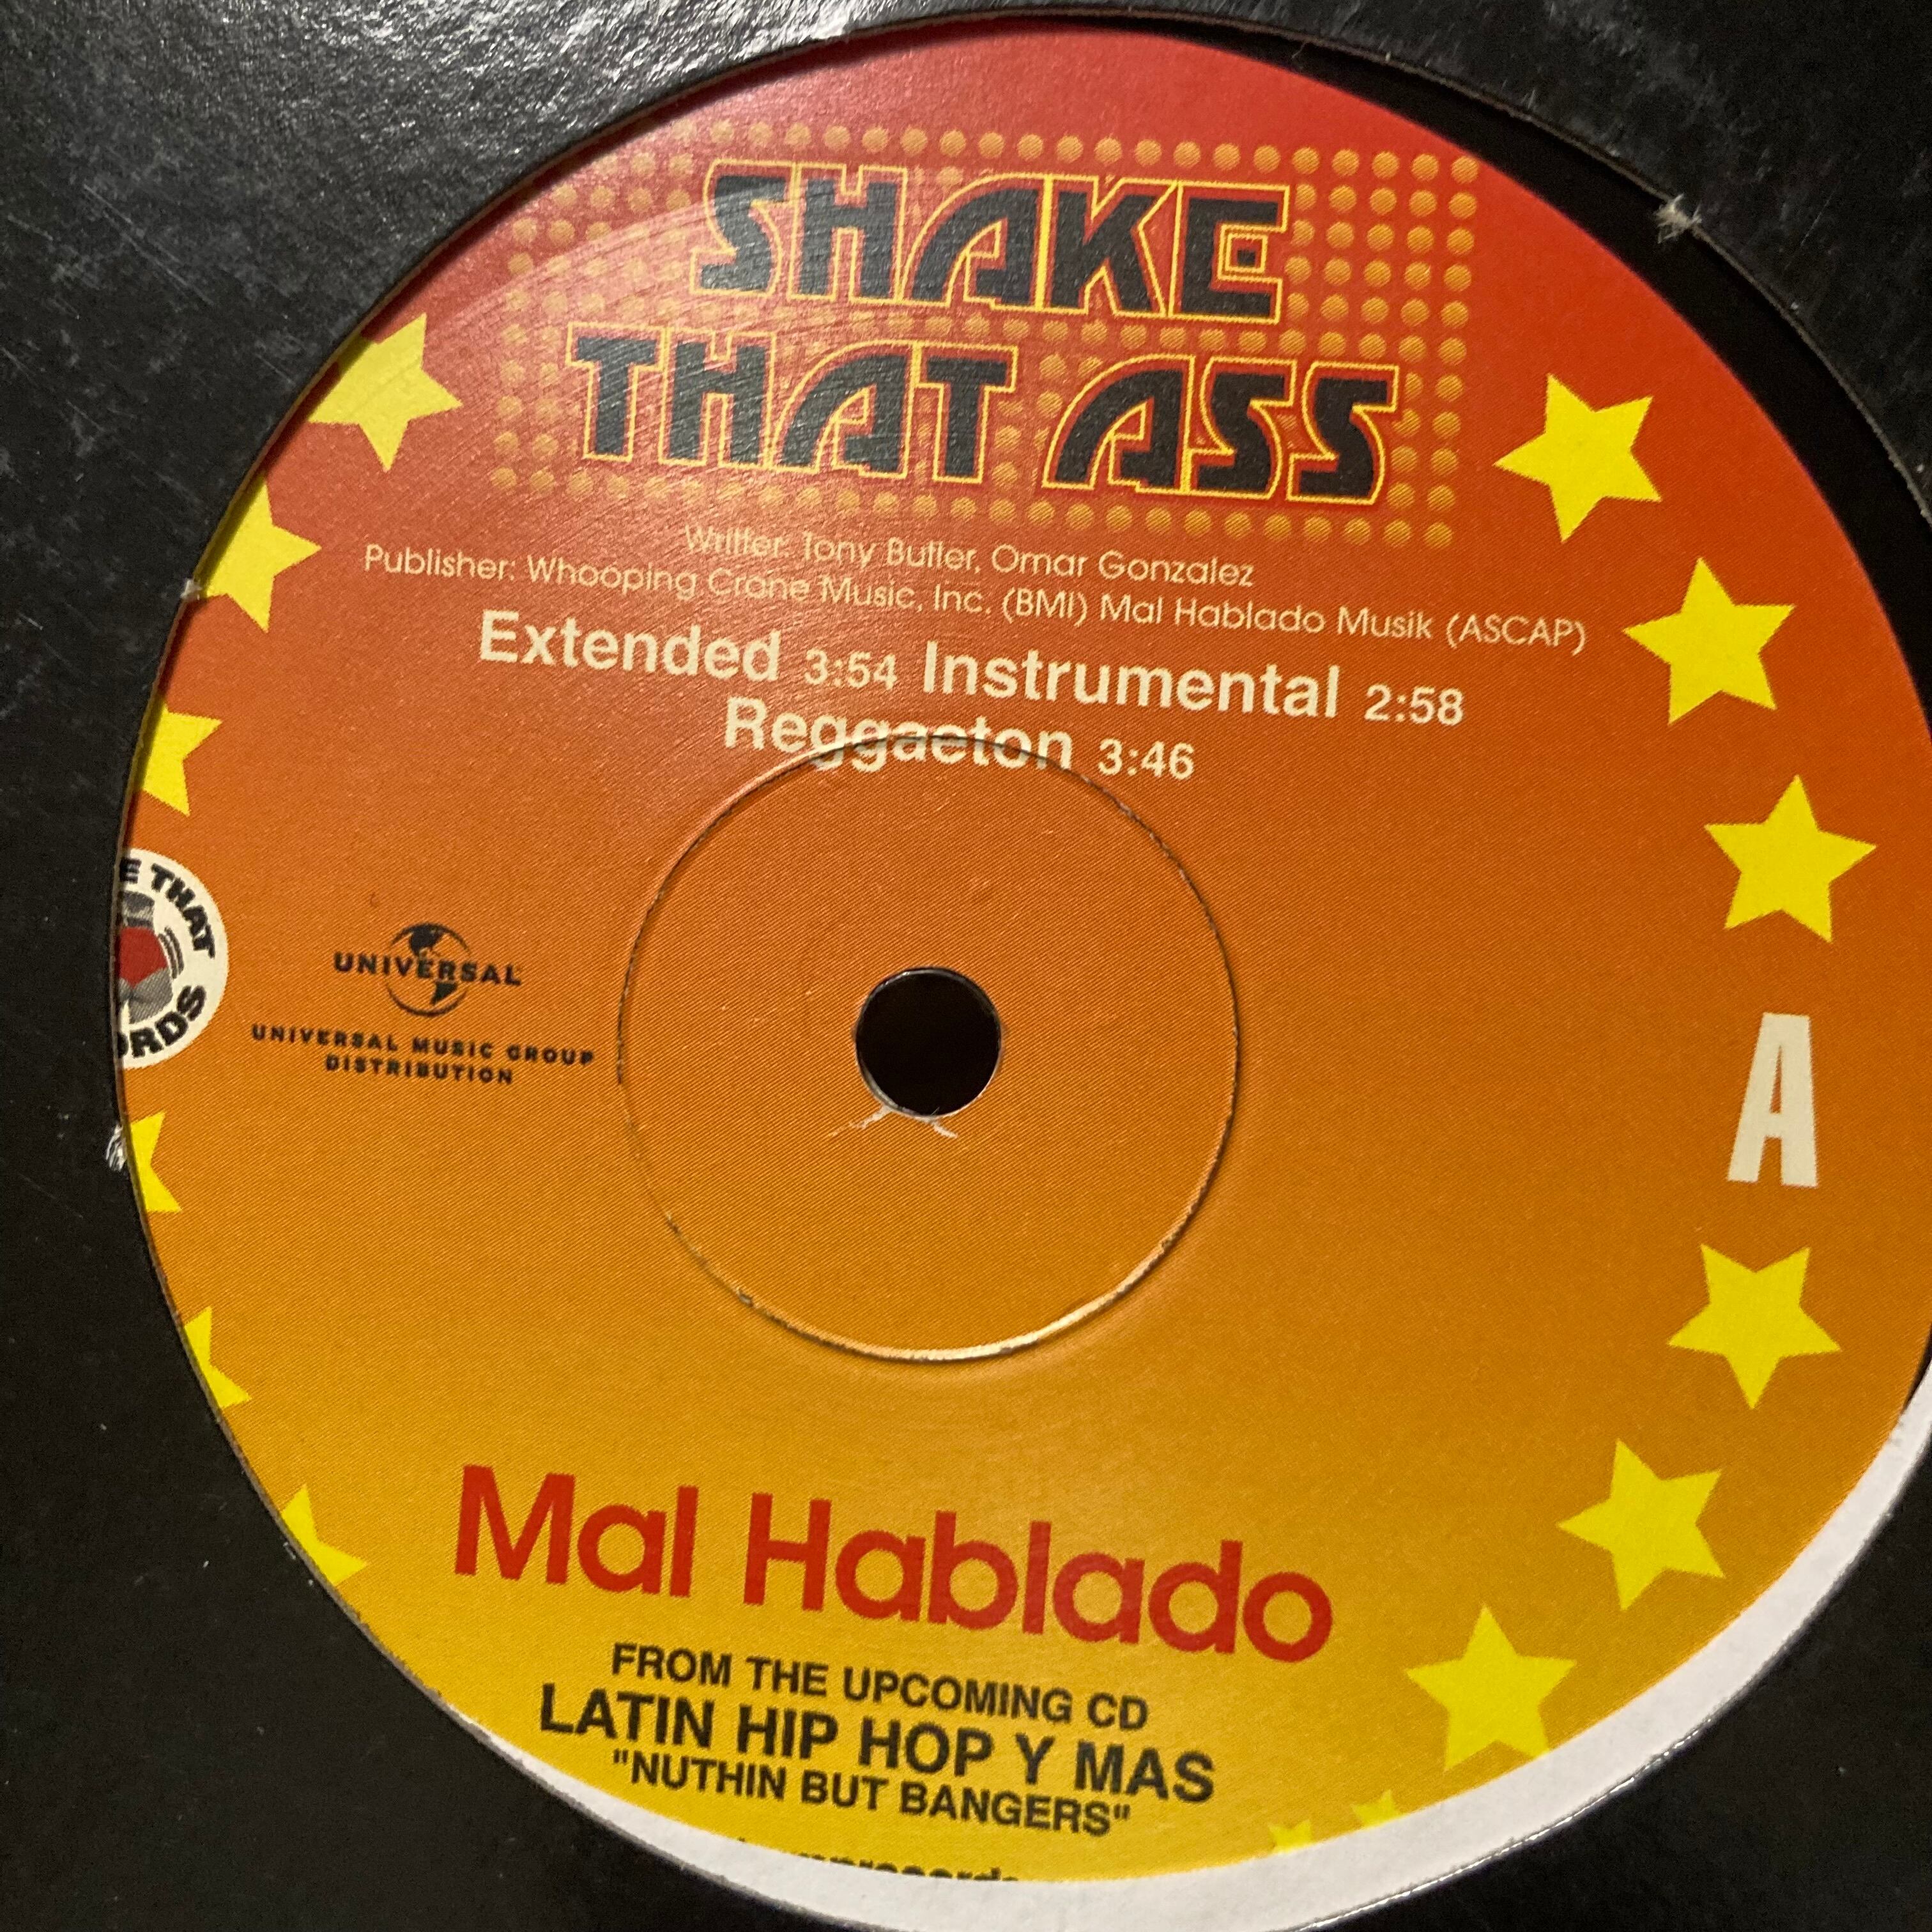 SHAKE
THAT ASS
Writter: Tony Butler, Omar Gonzalez
Publisher: Whooping Crane Music, Inc. (BMI) Mal Hablado Musik (ASCAP)
Extended 3:54 Instrumental 2:58
Reggaeton 3:46
THAT
UNIVERSAL
UNIVERSAL MUSIC GROUP
DISTRIBUTION
A
Mal Hablado
FROM THE UPCOMING CD
LATIN HIP HOP Y MAS
"NUTHIN BUT BANGERS"